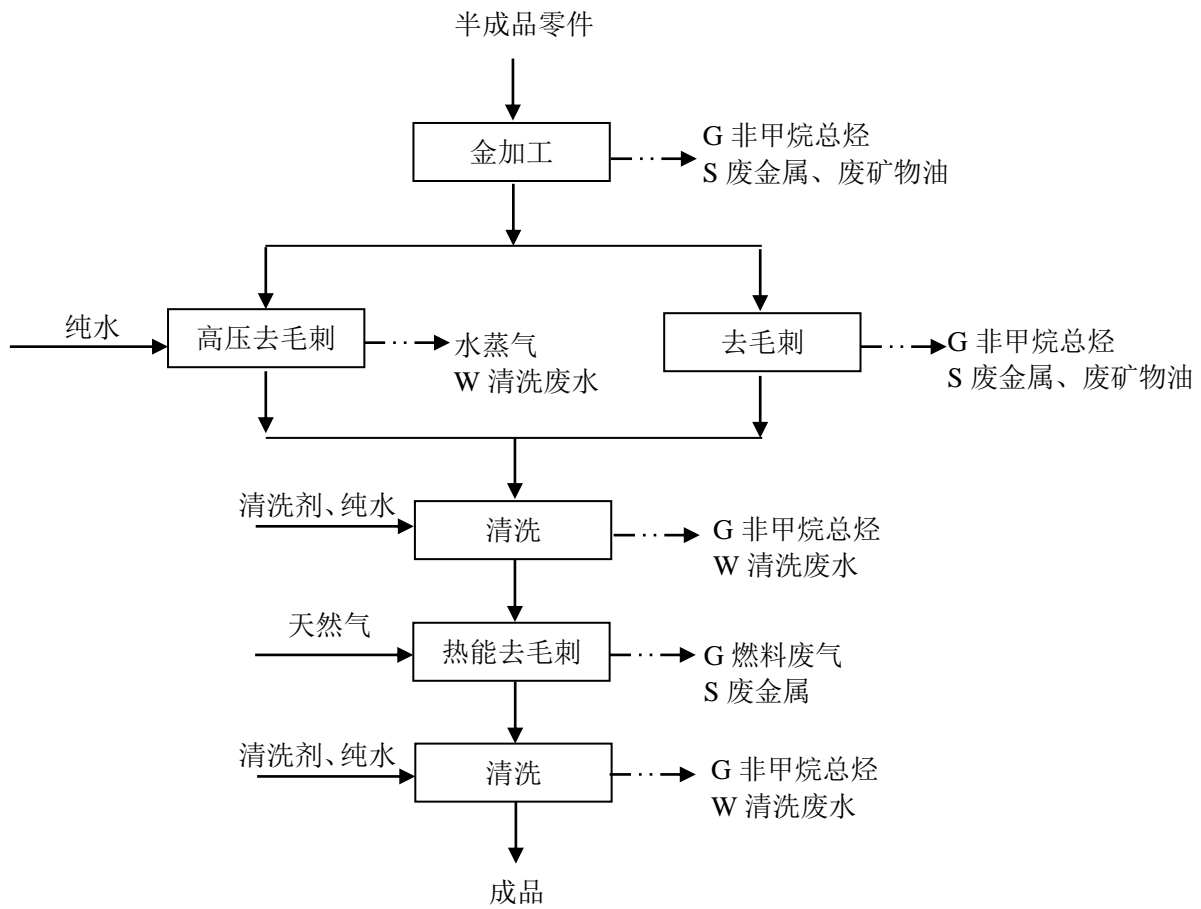 半成品零件
金加工
G 非甲烷总烃
S 废金属、废矿物油
纯水
高压去毛刺
水蒸气
W 清洗废水
去毛刺
G 非甲烷总烃
S 废金属、废矿物油
清洗剂、纯水
清洗
G 非甲烷总烃
W 清洗废水
天然气
热能去毛刺
G 燃料废气
S 废金属
清洗剂、纯水
清洗
G 非甲烷总烃
W 清洗废水
成品